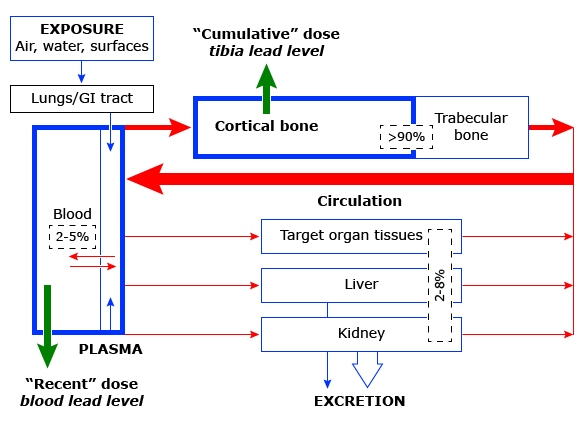 EXPOSURE
Air, water, surfaces
Lungs/GI tract
“Cumulative” dose
tibia lead level
Cortical bone
>90%
Trabecular
bone
Circulation
Blood
2-5%
Target organ tissues
Liver
Kidney
2-8%
PLASMA
“Recent” dose
blood lead level
EXCRETION